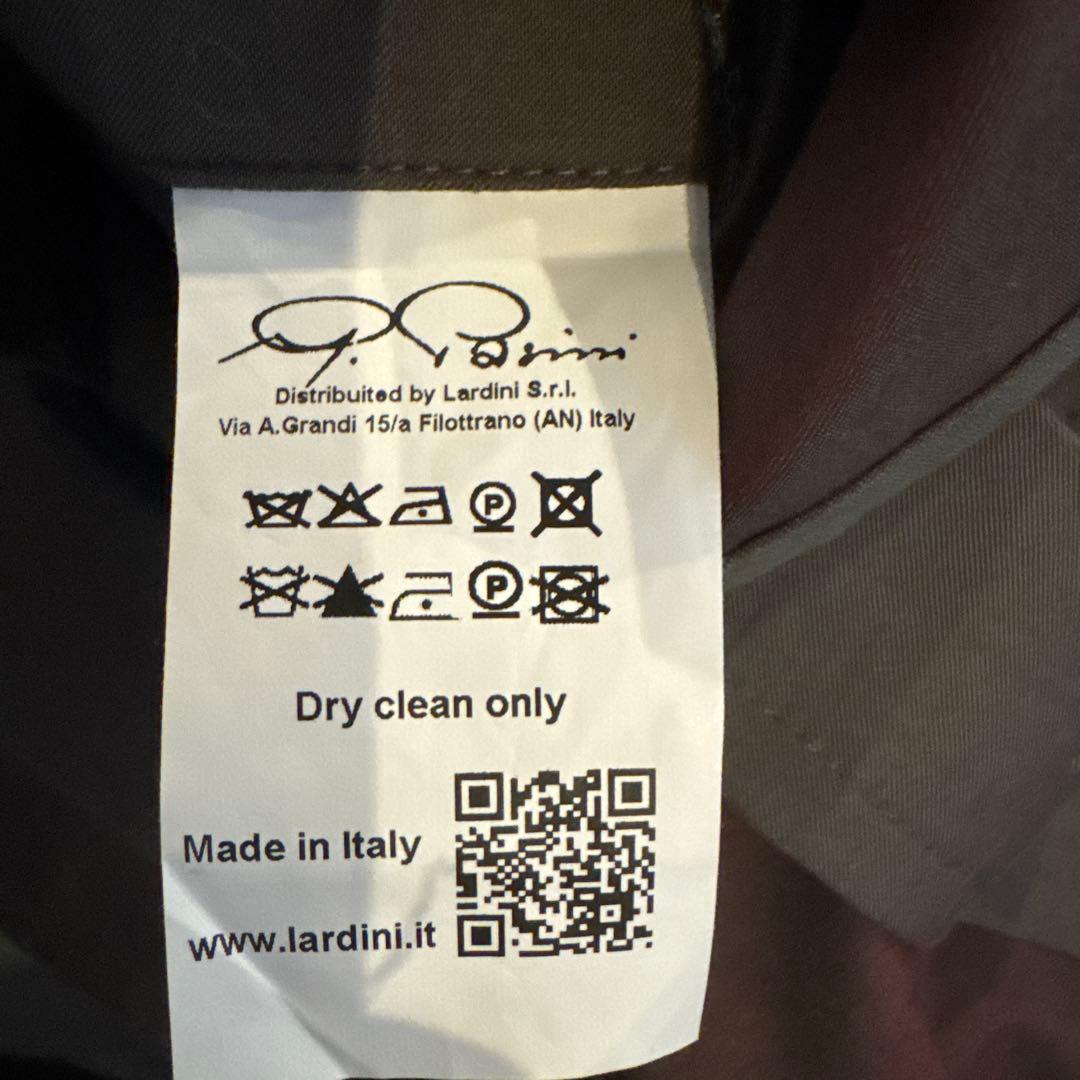 Distribuited by Lardini S.r.l.
Via A.Grandi 15/a Filottrano (AN) Italy
P
P
Dry clean only
Made in Italy
www.lardini.it